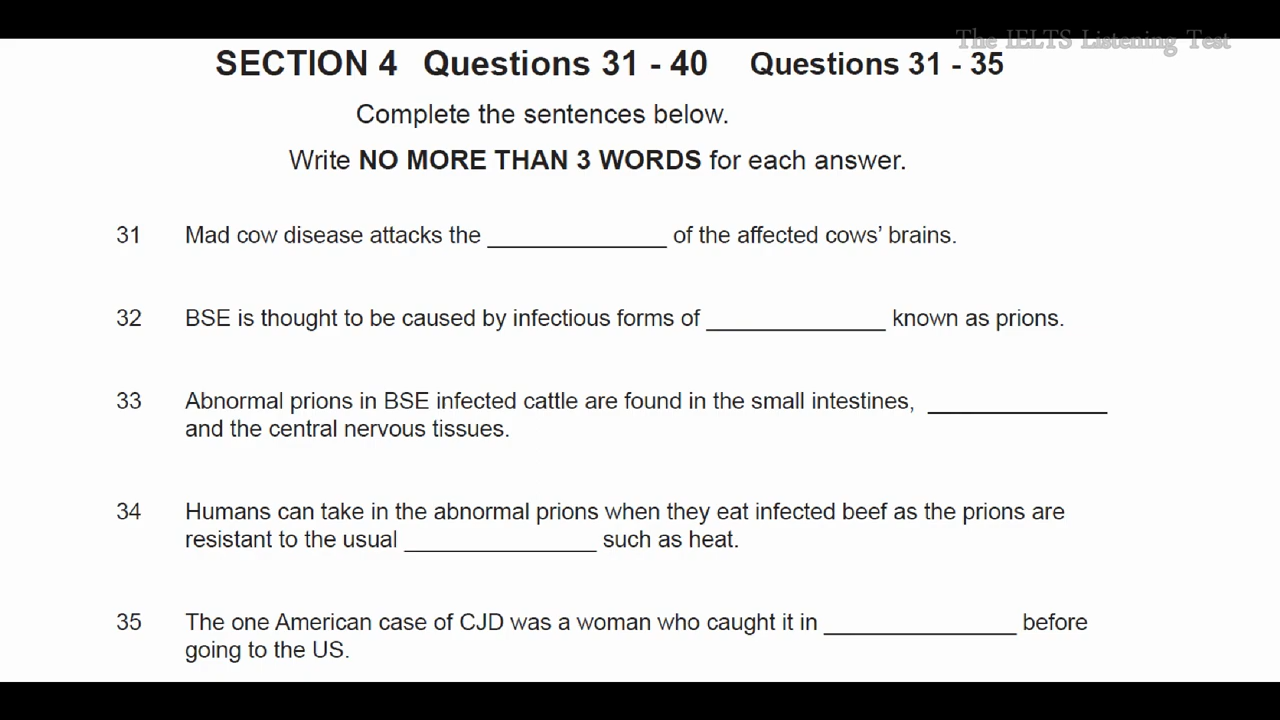 The IELTS Listening Test
SECTION 4 Questions 31 - 40 Questions 31 - 35
Complete the sentences below.
Write NO MORE THAN 3 WORDS for each answer.
31 Mad cow disease attacks the ______________ of the affected cows’ brains.
32 BSE is thought to be caused by infectious forms of ______________ known as prions.
33 Abnormal prions in BSE infected cattle are found in the small intestines, ______________
and the central nervous tissues.
34 Humans can take in the abnormal prions when they eat infected beef as the prions are
resistant to the usual _______________ such as heat.
35 The one American case of CJD was a woman who caught it in _______________ before
going to the US.